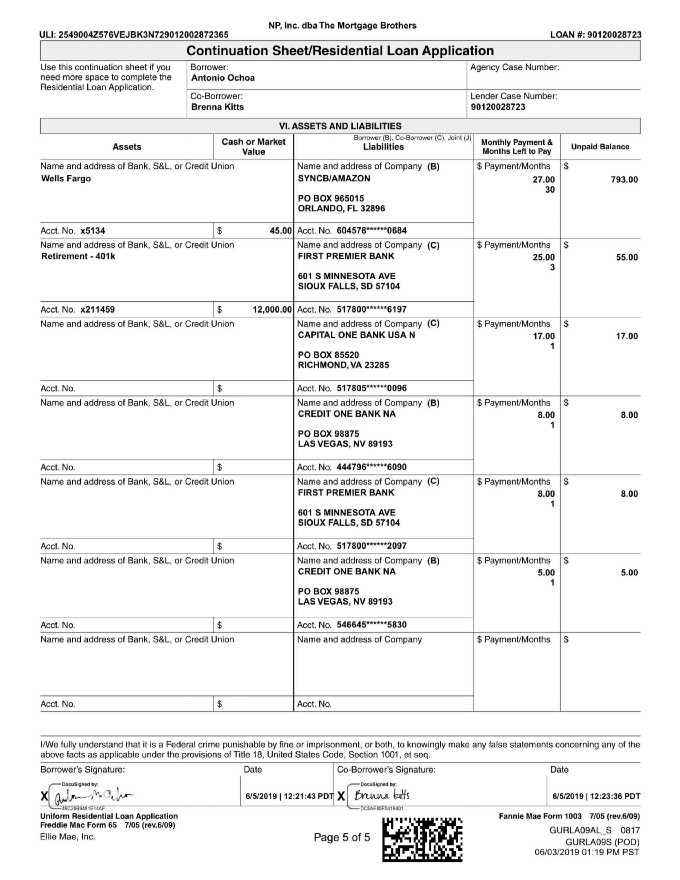 NP, Inc. dba The Mortgage Brothers
ULI: 2549004Z576VEJBK3N729012002872365 LOAN #: 90120028723
Continuation Sheet/Residential Loan Application
Use this continuation sheet if you need more space to complete the Residential Loan Application.
Borrower:
Antonio Ochoa
Agency Case Number:
Co-Borrower:
Brenna Kitts
Lender Case Number:
90120028723
VI. ASSETS AND LIABILITIES
Assets
Cash or Market Value
Borrower (B), Co-Borrower (C), Joint (J)
Liabilities
Monthly Payment & Months Left to Pay
Unpaid Balance
Name and address of Bank, S&L, or Credit Union Name and address of Company (B) $ Payment/Months $
Wells Fargo SYNCB/AMAZON 27.00 793.00
30
PO BOX 965015
ORLANDO, FL 32896
Acct. No. x5134 $ 45.00 Acct. No. 604578******0684
Name and address of Bank, S&L, or Credit Union Name and address of Company (C) $ Payment/Months $
Retirement - 401k FIRST PREMIER BANK 25.00 55.00
3
601 S MINNESOTA AVE
SIOUX FALLS, SD 57104
Acct. No. x211459 $ 12,000.00 Acct. No. 517800******6197
Name and address of Bank, S&L, or Credit Union Name and address of Company (C) $ Payment/Months $
CAPITAL ONE BANK USA N 17.00 17.00
1
PO BOX 85520
RICHMOND, VA 23285
Acct. No. $ Acct. No. 517805******0096
Name and address of Bank, S&L, or Credit Union Name and address of Company (B) $ Payment/Months $
CREDIT ONE BANK NA 8.00 8.00
1
PO BOX 98875
LAS VEGAS, NV 89193
Acct. No. $ Acct. No. 444796******6090
Name and address of Bank, S&L, or Credit Union Name and address of Company (C) $ Payment/Months $
FIRST PREMIER BANK 8.00 8.00
1
601 S MINNESOTA AVE
SIOUX FALLS, SD 57104
Acct. No. $ Acct. No. 517800******2097
Name and address of Bank, S&L, or Credit Union Name and address of Company (B) $ Payment/Months $
CREDIT ONE BANK NA 5.00 5.00
1
PO BOX 98875
LAS VEGAS, NV 89193
Acct. No. $ Acct. No. 546645******5830
Name and address of Bank, S&L, or Credit Union Name and address of Company $ Payment/Months $
Acct. No. $ Acct. No.
I/We fully understand that it is a Federal crime punishable by fine or imprisonment, or both, to knowingly make any false statements concerning any of the
above facts as applicable under the provisions of Title 18, United States Code, Section 1001, et seq.
Borrower's Signature: Date Co-Borrower's Signature: Date
DocuSigned by: DocuSigned by:
X 6/5/2019 | 12:21:43 PDT X Brenna kitts 6/5/2019 | 12:23:36 PDT
Uniform Residential Loan Application Fannie Mae Form 1003 7/05 (rev.6/09)
Freddie Mac Form 65 7/05 (rev.6/09)
Ellie Mae, Inc. Page 5 of 5 GURLA09AL_S 0817
GURLA09S (POD)
06/03/2019 01:19 PM PST